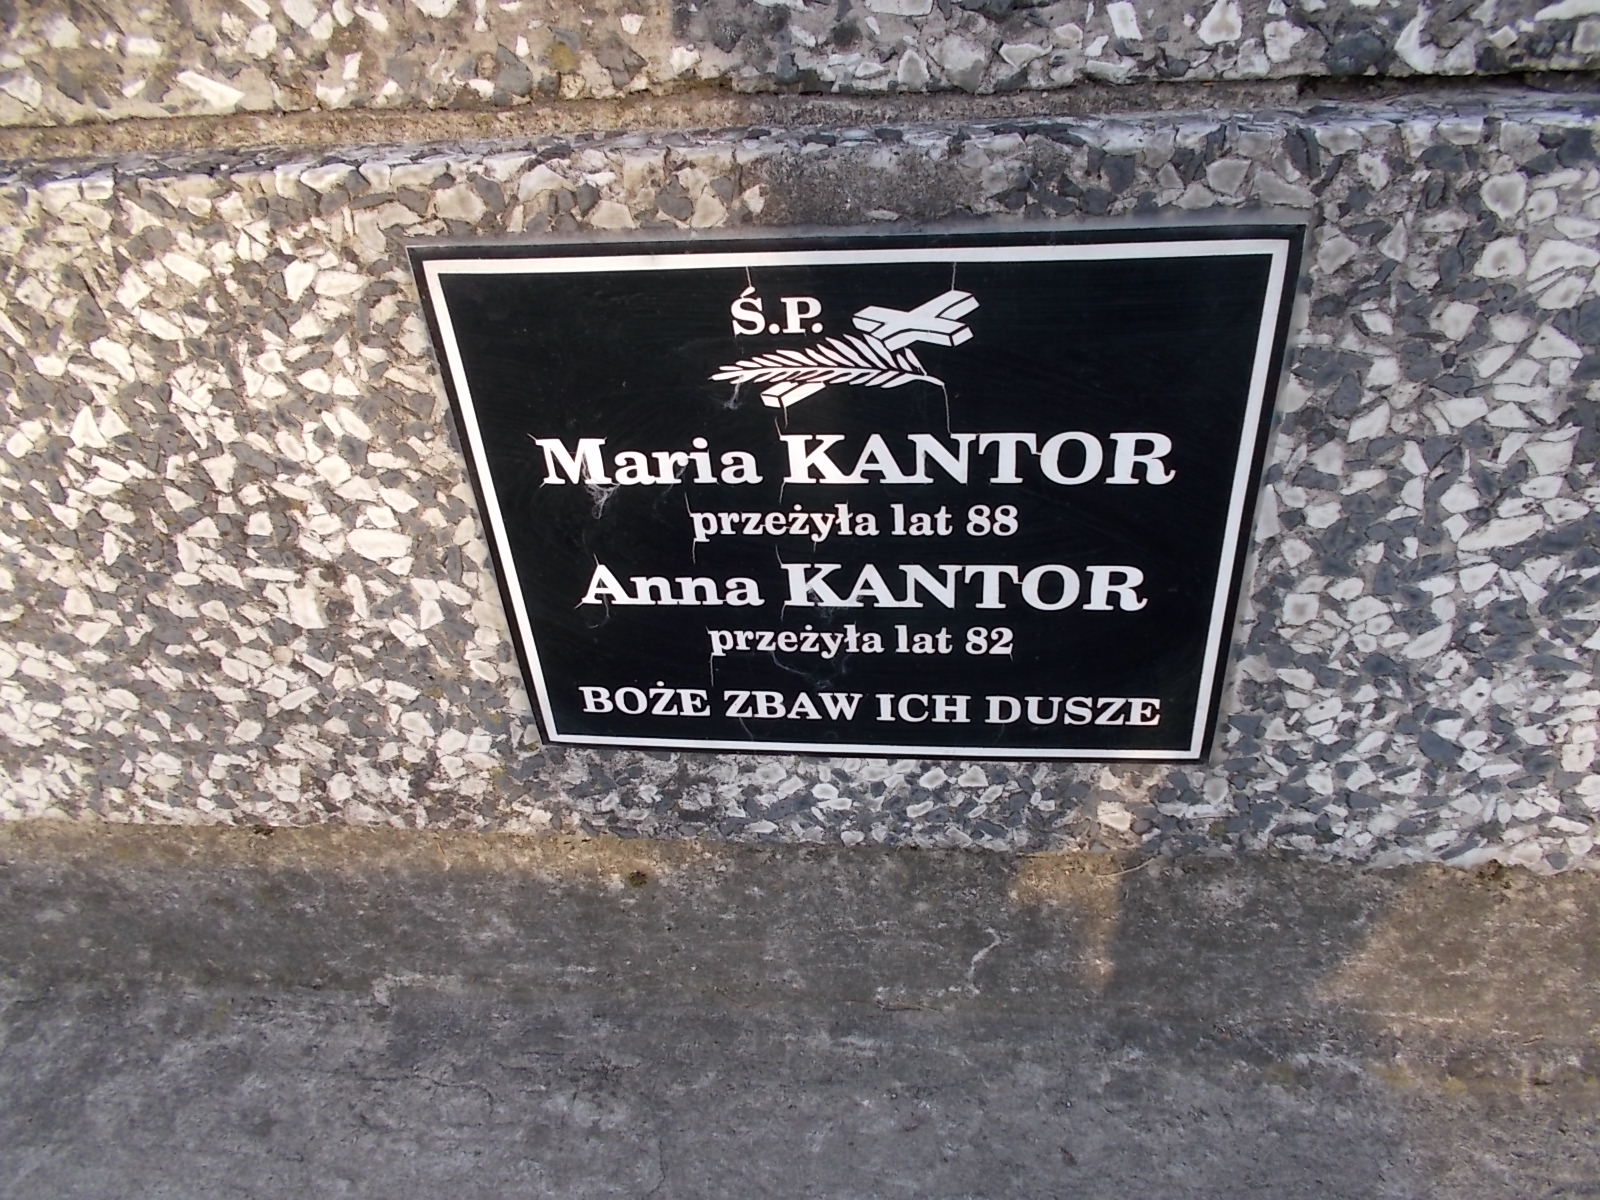 Ś.P.
Maria KANTOR
przeżyła lat 88
Anna KANTOR
przeżyła lat 82
BOŻE ZBAW ICH DUSZE